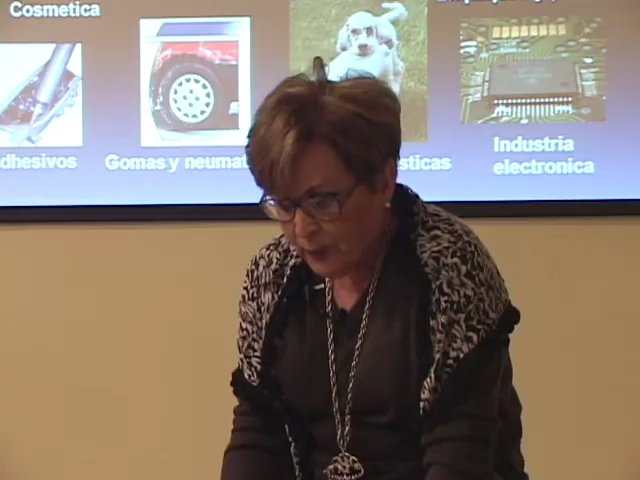 Cosmetica
dhesivos
Gomas y neumat
sticas
Industria
electronica